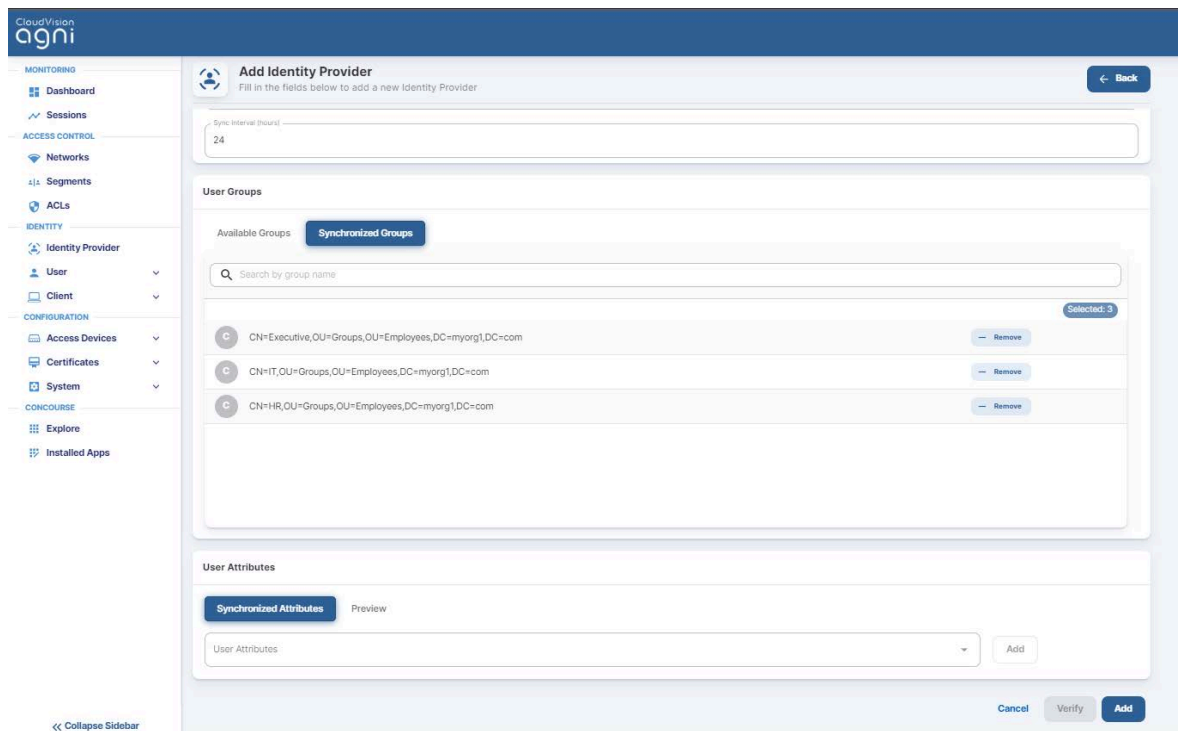 CloudVision
agni
MONITORING
Dashboard
Sessions
ACCESS CONTROL
Networks
Segments
ACLs
IDENTITY
Identity Provider
User
Client
CONFIGURATION
Access Devices
Certificates
System
CONCOURSE
Explore
Installed Apps
Collapse Sidebar
Add Identity Provider
Fill in the fields below to add a new Identity Provider
Back
Sync Interval (hours)
24
User Groups
Available Groups
Synchronized Groups
Search by group name
Selected: 3
C CN=Executive,OU=Groups,OU=Employees,DC=myorg1,DC=com Remove
C CN=IT,OU=Groups,OU=Employees,DC=myorg1,DC=com Remove
C CN=HR,OU=Groups,OU=Employees,DC=myorg1,DC=com Remove
User Attributes
Synchronized Attributes
Preview
User Attributes
Add
Cancel
Verify
Add